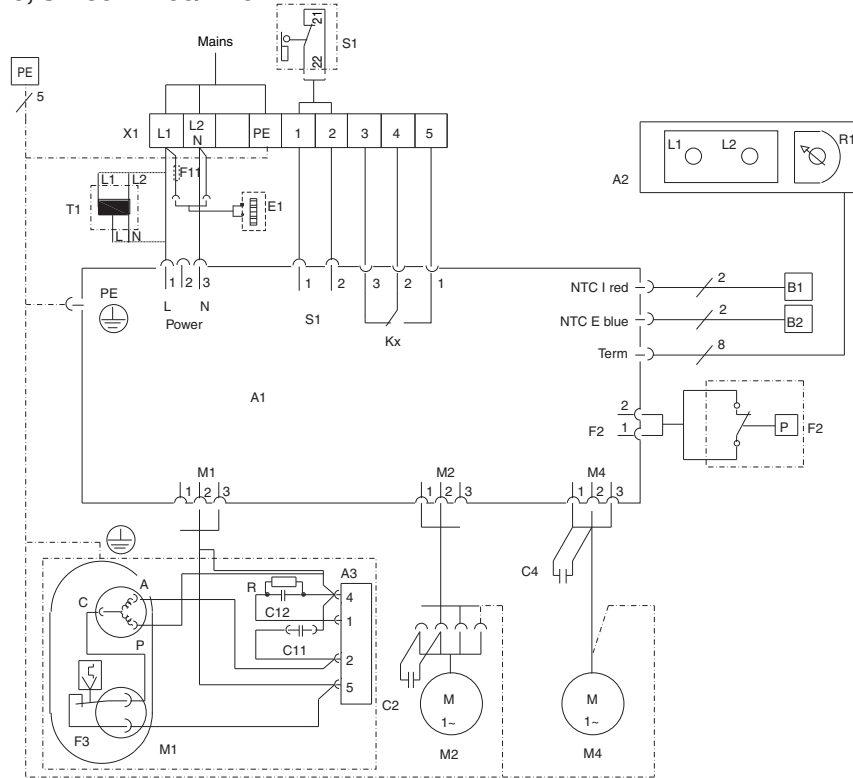 Mains
21
22
S1
PE
5
X1 L1 L2 N PE 1 2 3 4 5
R1
L1 L2
A2
F11
L1 L2
T1
E1
L N
1 2 3 1 2 3 2 1
PE
L N
Power
S1
Kx
NTC I red 2 B1
NTC E blue 2 B2
Term 8
A1
2
F2 1
P F2
M1 M2 M4
1 2 3 1 2 3 1 2 3
A3
R
C4
A
C
C12
4
1
P
C11
2
5
C2
F3
M1
M
1~
M2
M
1~
M4